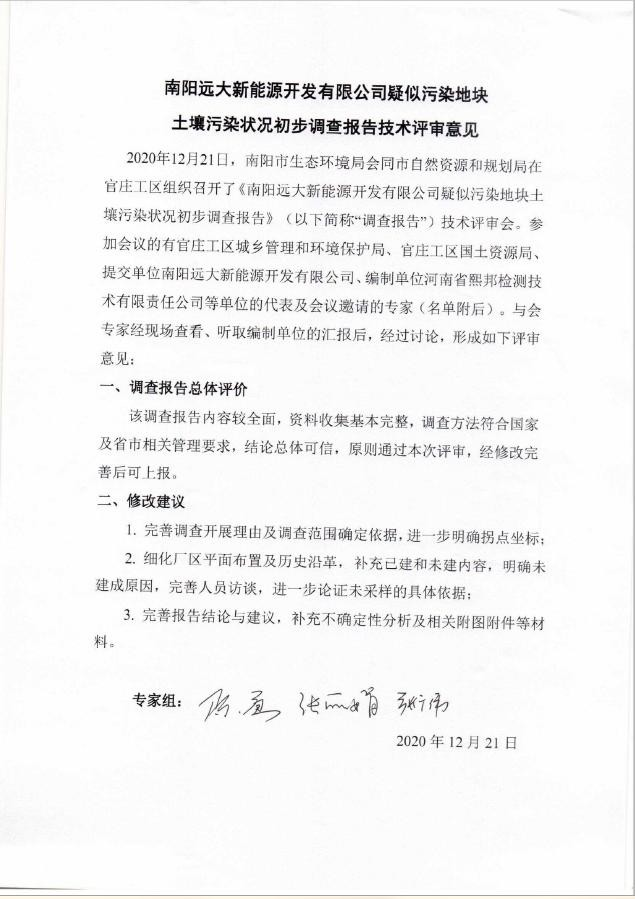 南阳远大新能源开发有限公司疑似污染地块
土壤污染状况初步调查报告技术评审意见
2020年12月21日，南阳市生态环境局会同市自然资源和规划局在
官庄工区组织召开了《南阳远大新能源开发有限公司疑似污染地块土
壤污染状况初步调查报告》（以下简称“调查报告”）技术评审会。参
加会议的有官庄工区城乡管理和环境保护局、官庄工区国土资源局、
提交单位南阳远大新能源开发有限公司、编制单位河南省熙邦检测技
术有限责任公司等单位的代表及会议邀请的专家（名单附后）。与会
专家经现场查看、听取编制单位的汇报后，经过讨论，形成如下评审
意见：
一、调查报告总体评价
该调查报告内容较全面，资料收集基本完整，调查方法符合国家
及省市相关管理要求，结论总体可信，原则通过本次评审，经修改完
善后可上报。
二、修改建议
1. 完善调查开展理由及调查范围确定依据，进一步明确拐点坐标；
2. 细化厂区平面布置及历史沿革，补充已建和未建内容，明确未
建成原因，完善人员访谈，进一步论证未采样的具体依据；
3. 完善报告结论与建议，补充不确定性分析及相关附图附件等材
料。
专家组： 张丽娟
2020 年 12 月 21 日